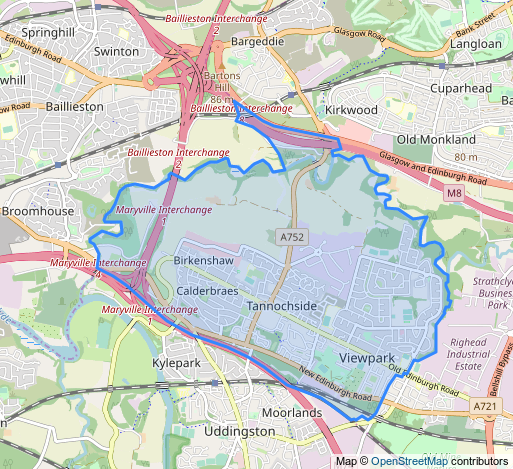 Springhill
Swinton
Edinburgh Road
whill
Baillieston
Baillieston Interchange
2
Bargeddie
Glasgow Road
Bank Street
Langloan
Bartons
Hill
86 m
Baillieston Interchange
8
Kirkwood
Cuparhead
Old Monkland
80 m
Baillieston Interchange
2
Glasgow and Edinburgh Road
M8
Broomhouse
Maryville Interchange
1
A752
Maryville Interchange
4
Birkenshaw
Calderbraes
Tannochside
Maryville Interchange
1
Strathcly
Business
Park
Righead
Industrial
Estate
Bellshill Bypass
Kylepark
Viewpark
New Edinburgh Road
Old Edinburgh Road
A721
Moorlands
Uddingston
Map © OpenStreetMap contributors